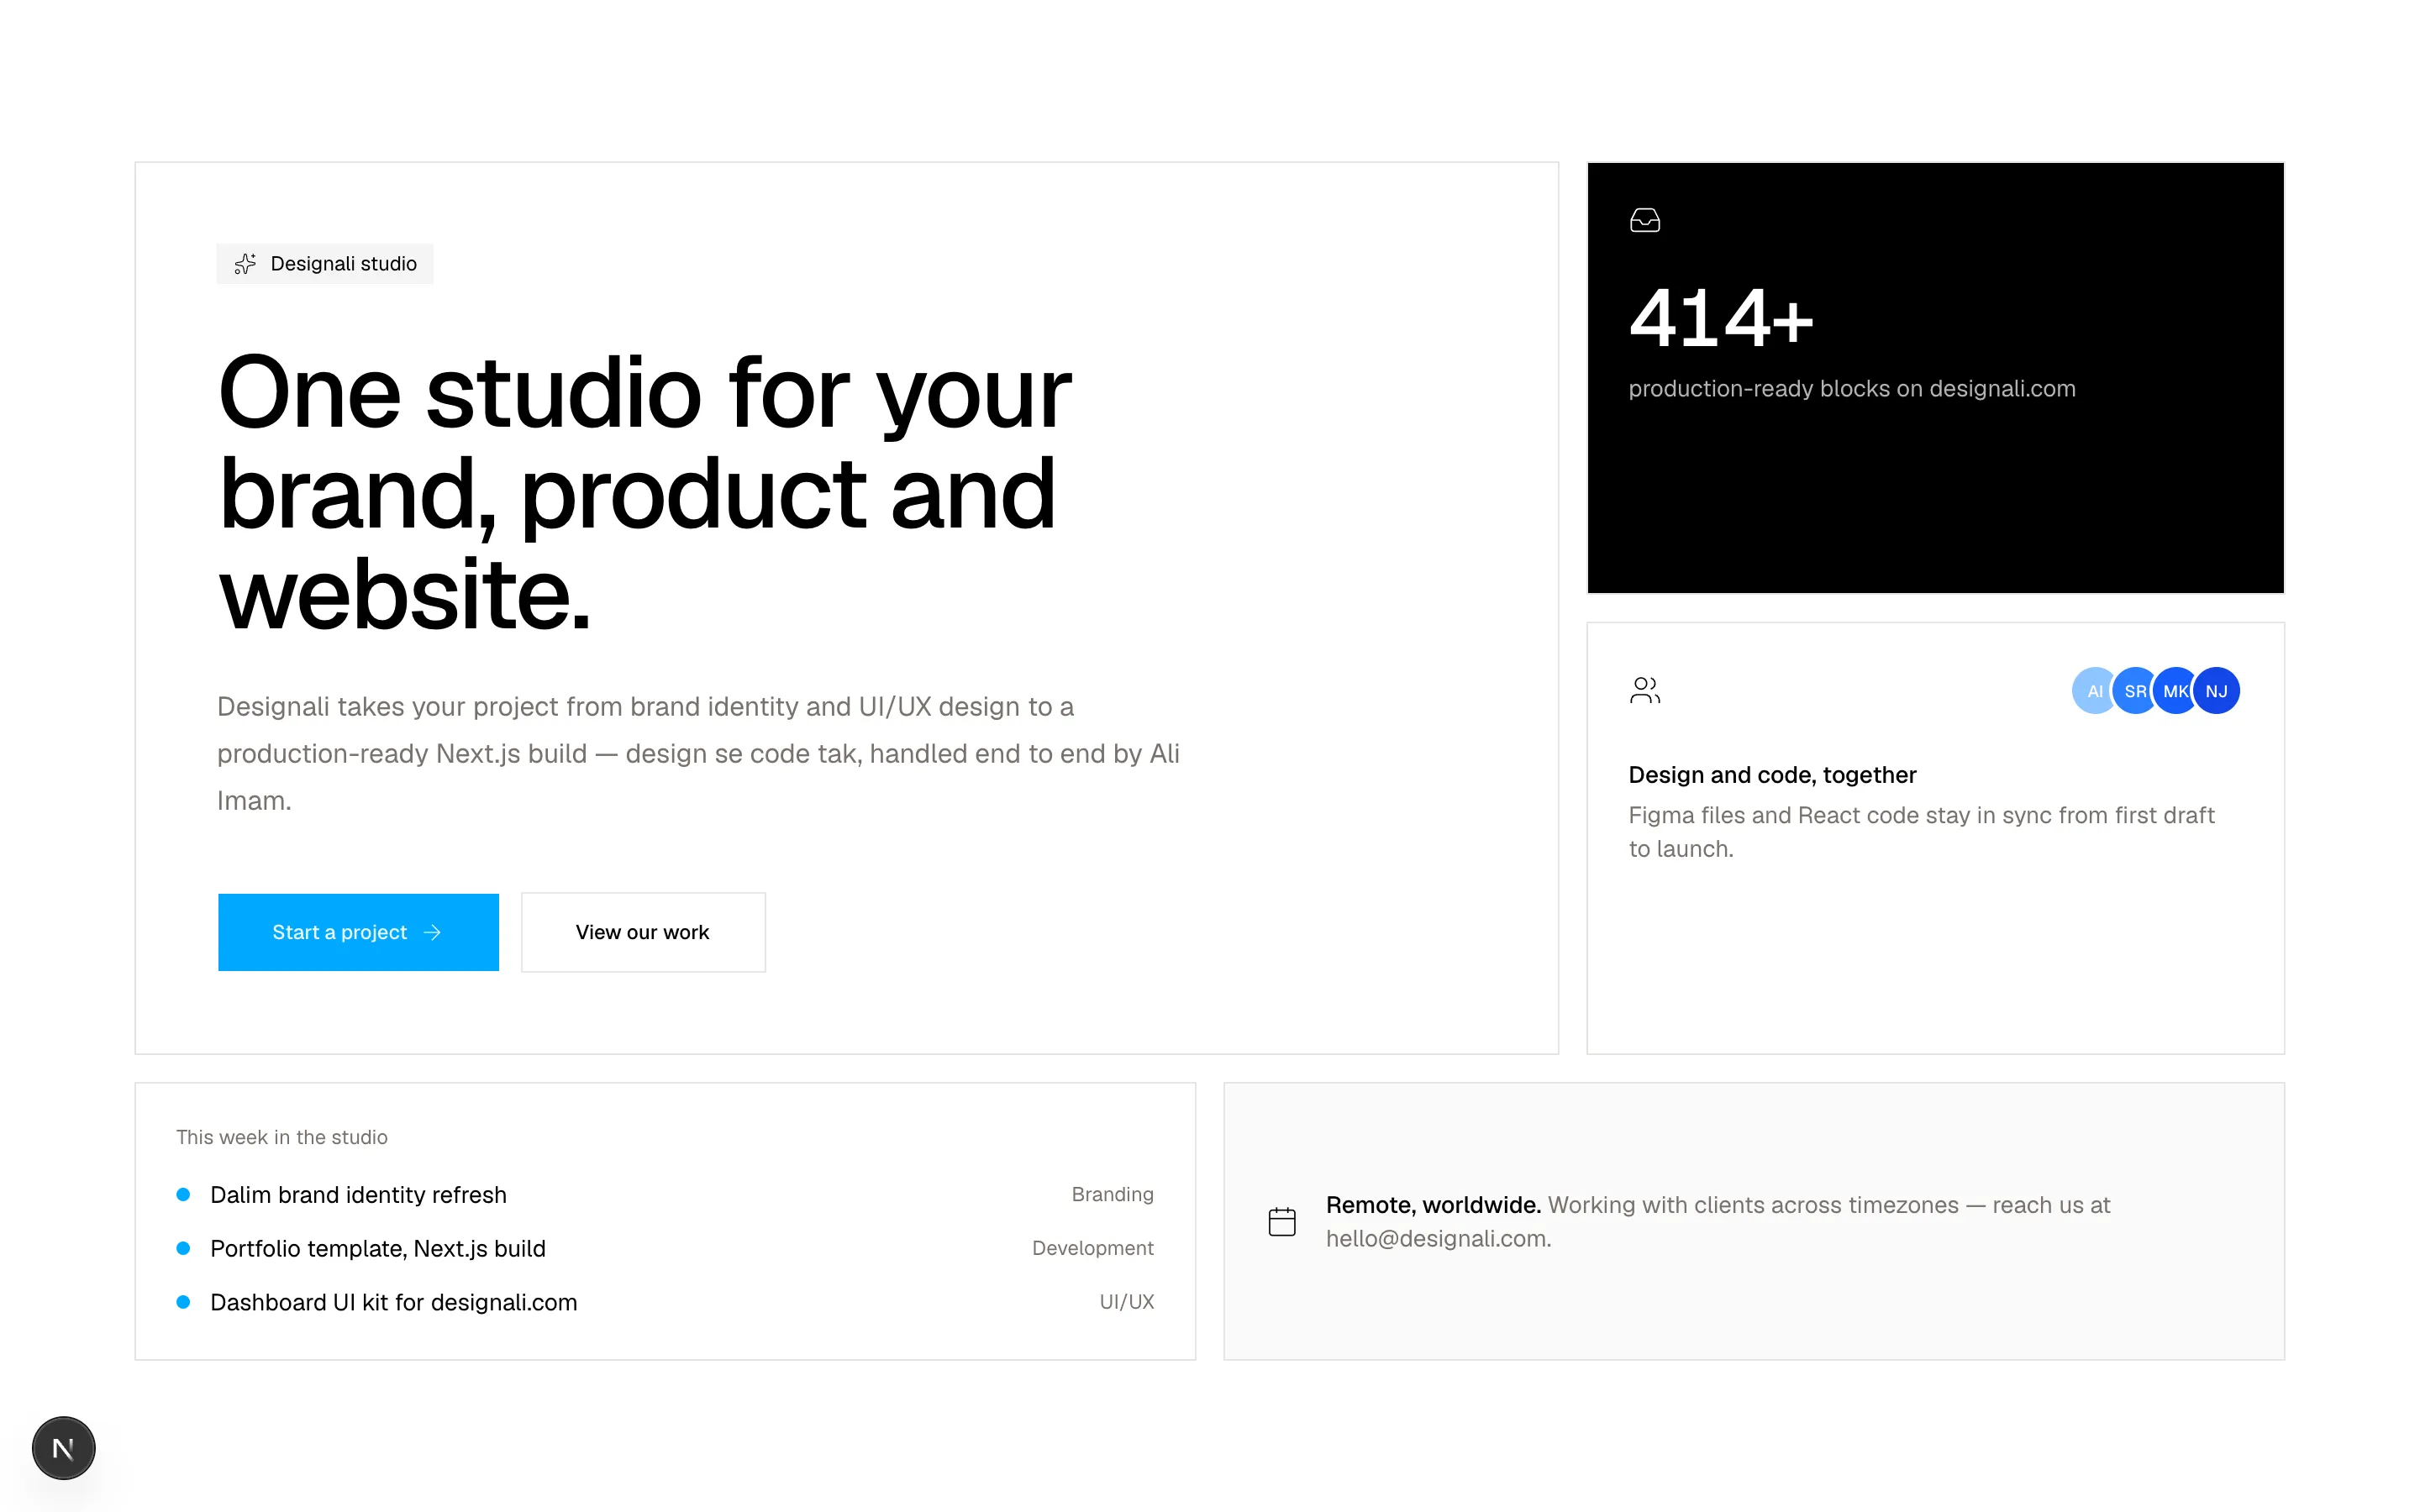 Designali studio
One studio for your
brand, product and
website.
Designali takes your project from brand identity and UI/UX design to a
production-ready Next.js build — design se code tak, handled end to end by Ali
Imam.
Start a project
View our work
414+
production-ready blocks on designali.com
AI SR MK NJ
Design and code, together
Figma files and React code stay in sync from first draft
to launch.
This week in the studio
Dalim brand identity refresh Branding
Portfolio template, Next.js build Development
Dashboard UI kit for designali.com UI/UX
Remote, worldwide. Working with clients across timezones — reach us at
hello@designali.com.
N